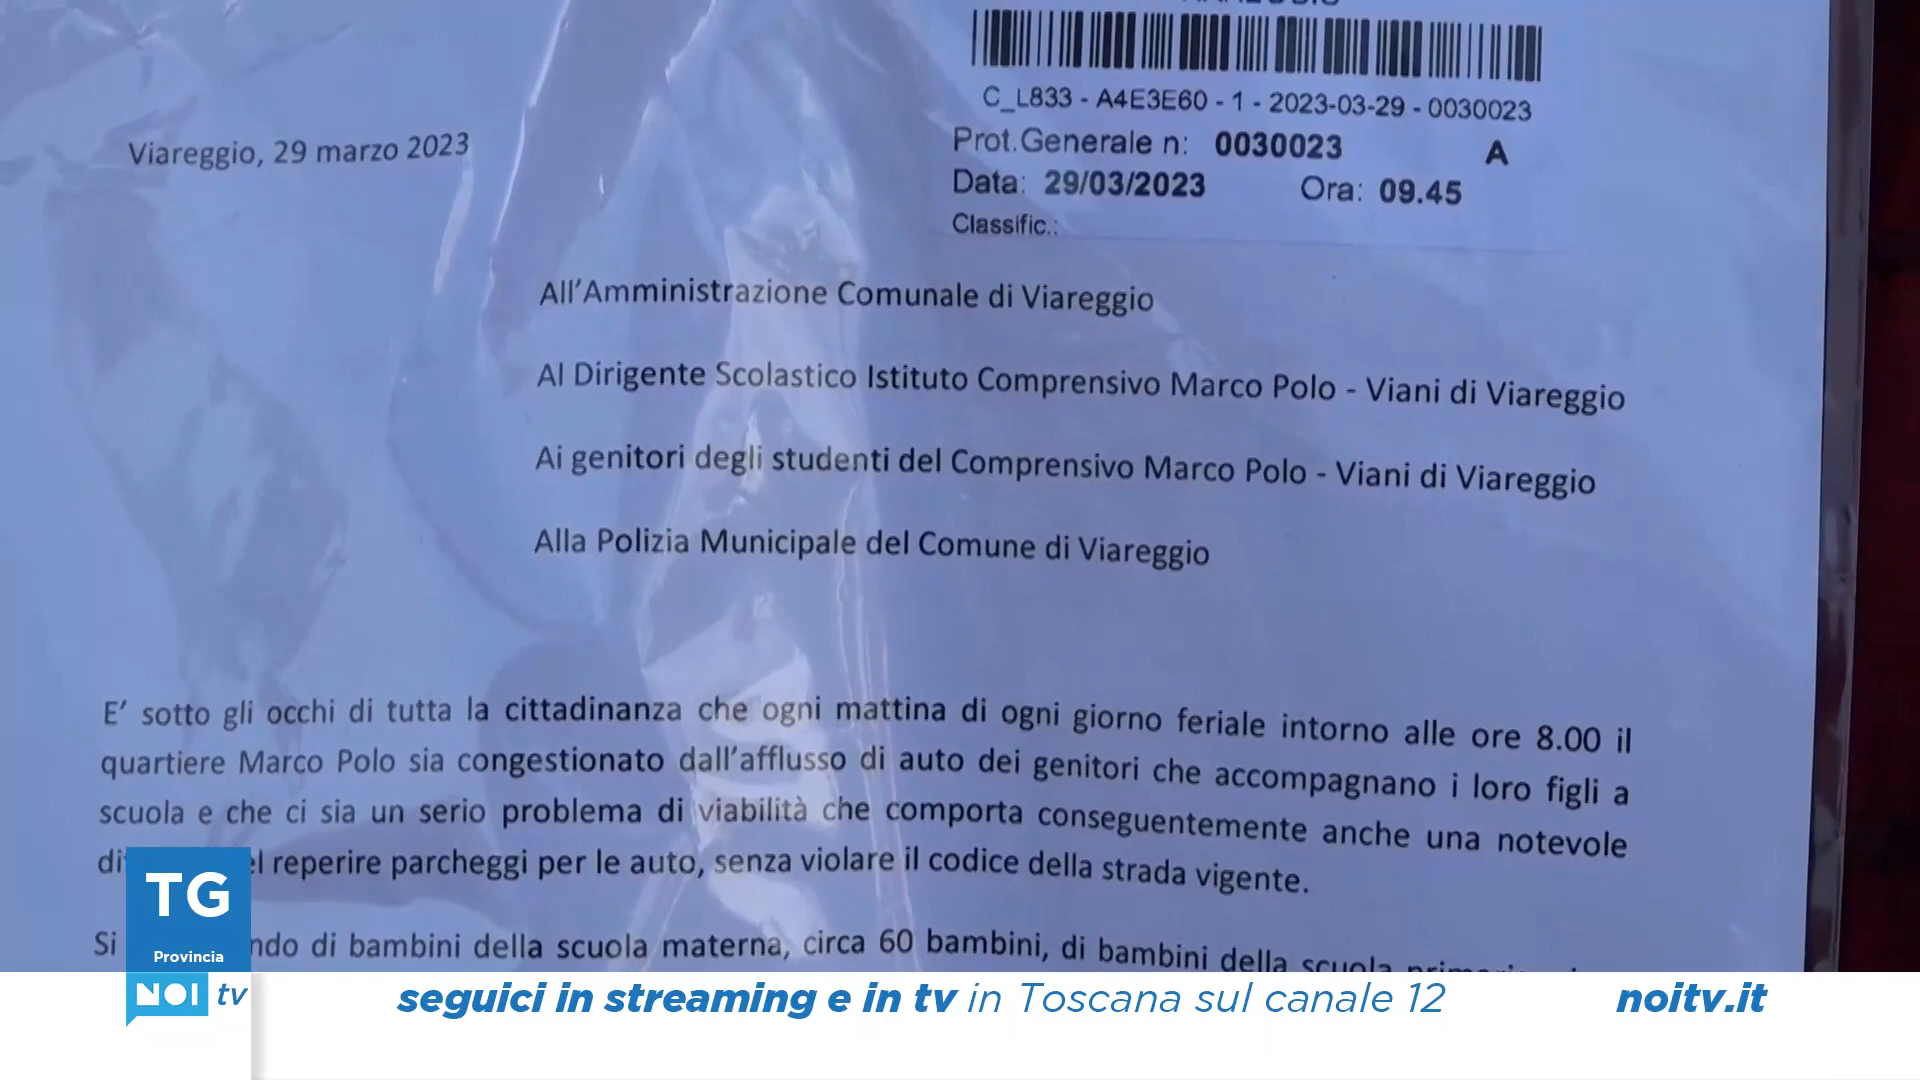 C_L833 - A4E3E60 - 1 - 2023-03-29 - 0030023
Prot.Generale n: 0030023 A
Data: 29/03/2023 Ora: 09.45
Classific.:
Viareggio, 29 marzo 2023
All'Amministrazione Comunale di Viareggio
Al Dirigente Scolastico Istituto Comprensivo Marco Polo - Viani di Viareggio
Ai genitori degli studenti del Comprensivo Marco Polo - Viani di Viareggio
Alla Polizia Municipale del Comune di Viareggio
E' sotto gli occhi di tutta la cittadinanza che ogni mattina di ogni giorno feriale intorno alle ore 8.00 il
quartiere Marco Polo sia congestionato dall'afflusso di auto dei genitori che accompagnano i loro figli a
scuola e che ci sia un serio problema di viabilità che comporta conseguentemente anche una notevole
reperire parcheggi per le auto, senza violare il codice della strada vigente.
Si di bambini della scuola materna, circa 60 bambini, di bambini della scuola
TG
Provincia
NOI tv
seguici in streaming e in tv in Toscana sul canale 12
noitv.it